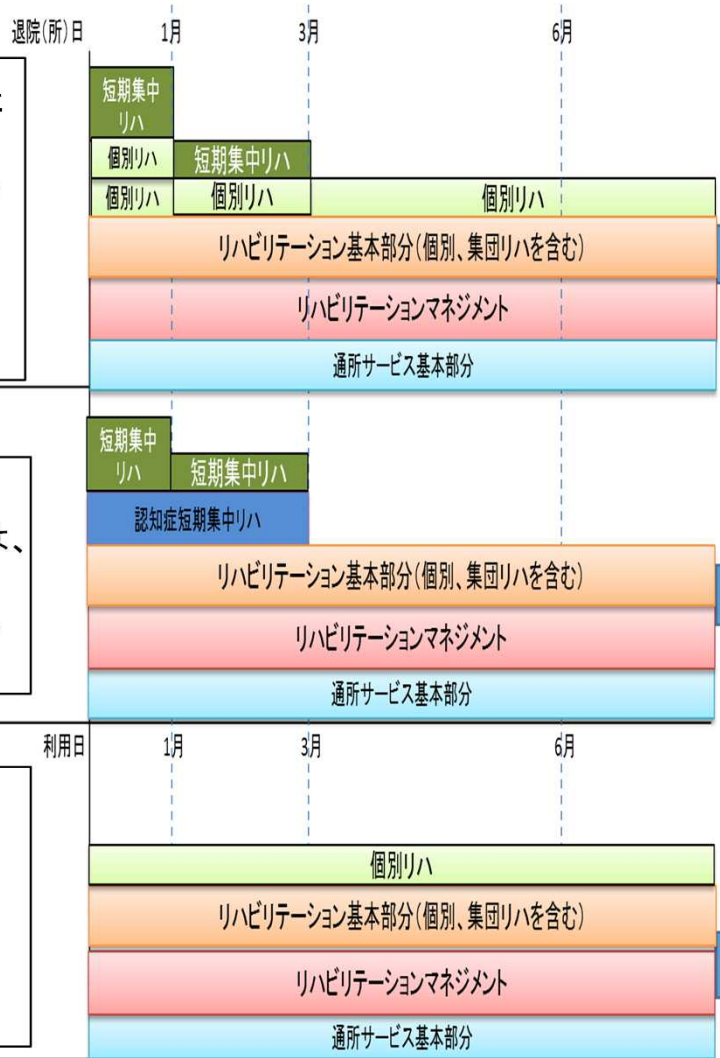 退院(所)日 1月 3月 6月
短期集中
リハ
個別リハ 短期集中リハ
個別リハ 個別リハ 個別リハ
リハビリテーション基本部分(個別、集団リハを含む)
リハビリテーションマネジメント
通所サービス基本部分
短期集中
リハ 短期集中リハ
認知症短期集中リハ
リハビリテーション基本部分(個別、集団リハを含む)
リハビリテーションマネジメント
通所サービス基本部分
利用日 1月 3月 6月
個別リハ
リハビリテーション基本部分(個別、集団リハを含む)
リハビリテーションマネジメント
通所サービス基本部分